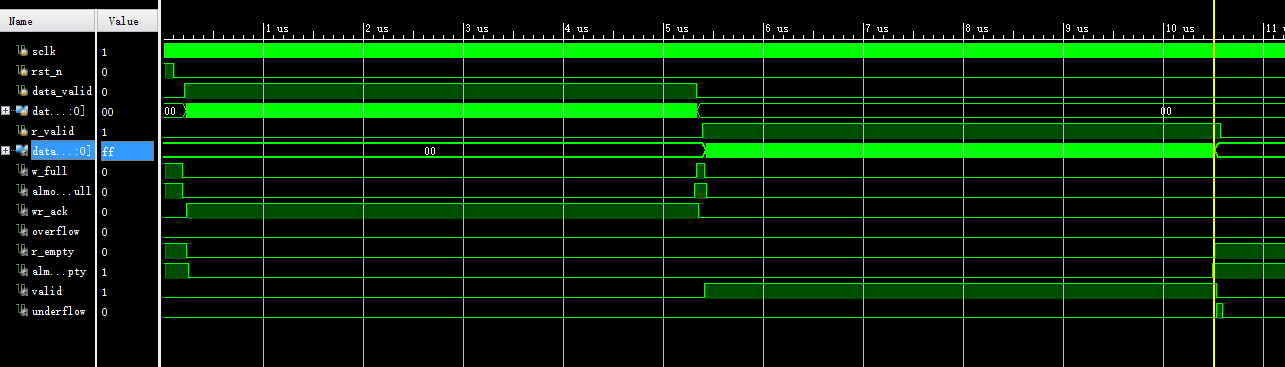 Name Value
1 us 2 us 3 us 4 us 5 us 6 us 7 us 8 us 9 us 10 us 11
sclk 1
rst_n 0
data_valid 0
dat...:0] 00 00 00
r_valid 1
data...:0] ff 00
w_full 0
almo...ull 0
wr_ack 0
overflow 0
r_empty 0
alm...pty 1
valid 1
underflow 0